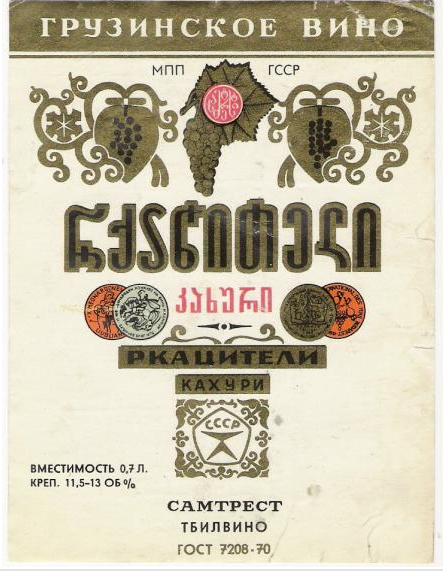 ГРУЗИНСКОЕ ВИНО
МПП ГССР
რქაწითელი
კახური
РКАЦИТЕЛИ
КАХУРИ
СССР
ВМЕСТИМОСТЬ 0,7 Л.
КРЕП. 11,5–13 ОБ %
САМТРЕСТ
ТБИЛВИНО
ГОСТ 7208-70